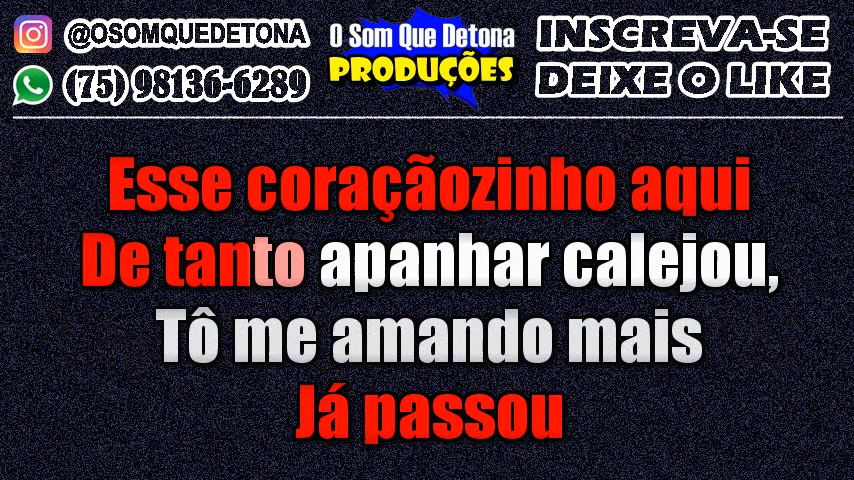 @OSOMQUEDETONA
(75) 98136-6289
O Som Que Detona
PRODUÇÕES
INSCREVA-SE
DEIXE O LIKE
Esse coraçãozinho aqui
De tanto apanhar calejou,
Tô me amando mais
Já passou